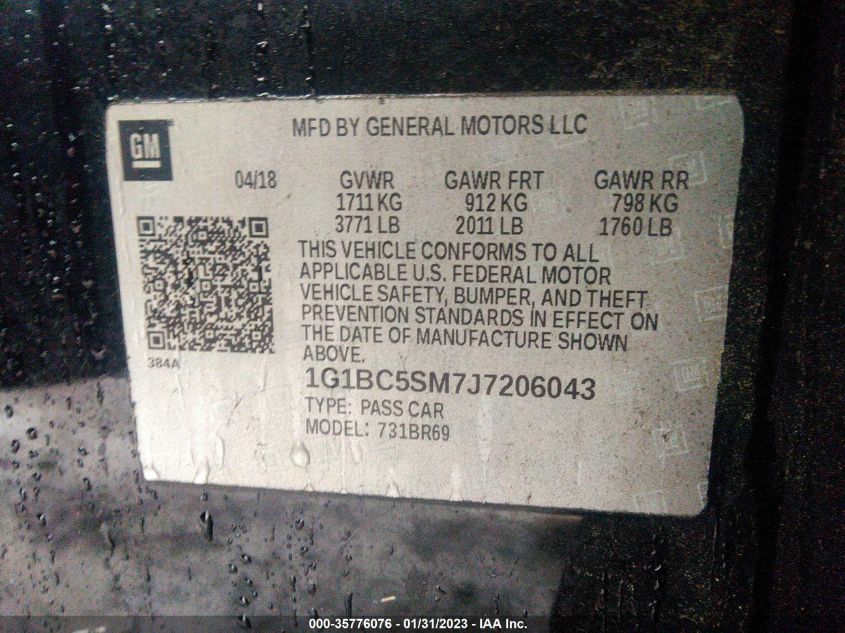 GM
MFD BY GENERAL MOTORS LLC
04/18 GVWR GAWR FRT GAWR RR
1711 KG 912 KG 798 KG
3771 LB 2011 LB 1760 LB
THIS VEHICLE CONFORMS TO ALL
APPLICABLE U.S. FEDERAL MOTOR
VEHICLE SAFETY, BUMPER, AND THEFT
PREVENTION STANDARDS IN EFFECT ON
THE DATE OF MANUFACTURE SHOWN
ABOVE.
384A
1G1BC5SM7J7206043
TYPE: PASS CAR
MODEL: 731BR69
000-35776076 - 01/31/2023 - IAA Inc.